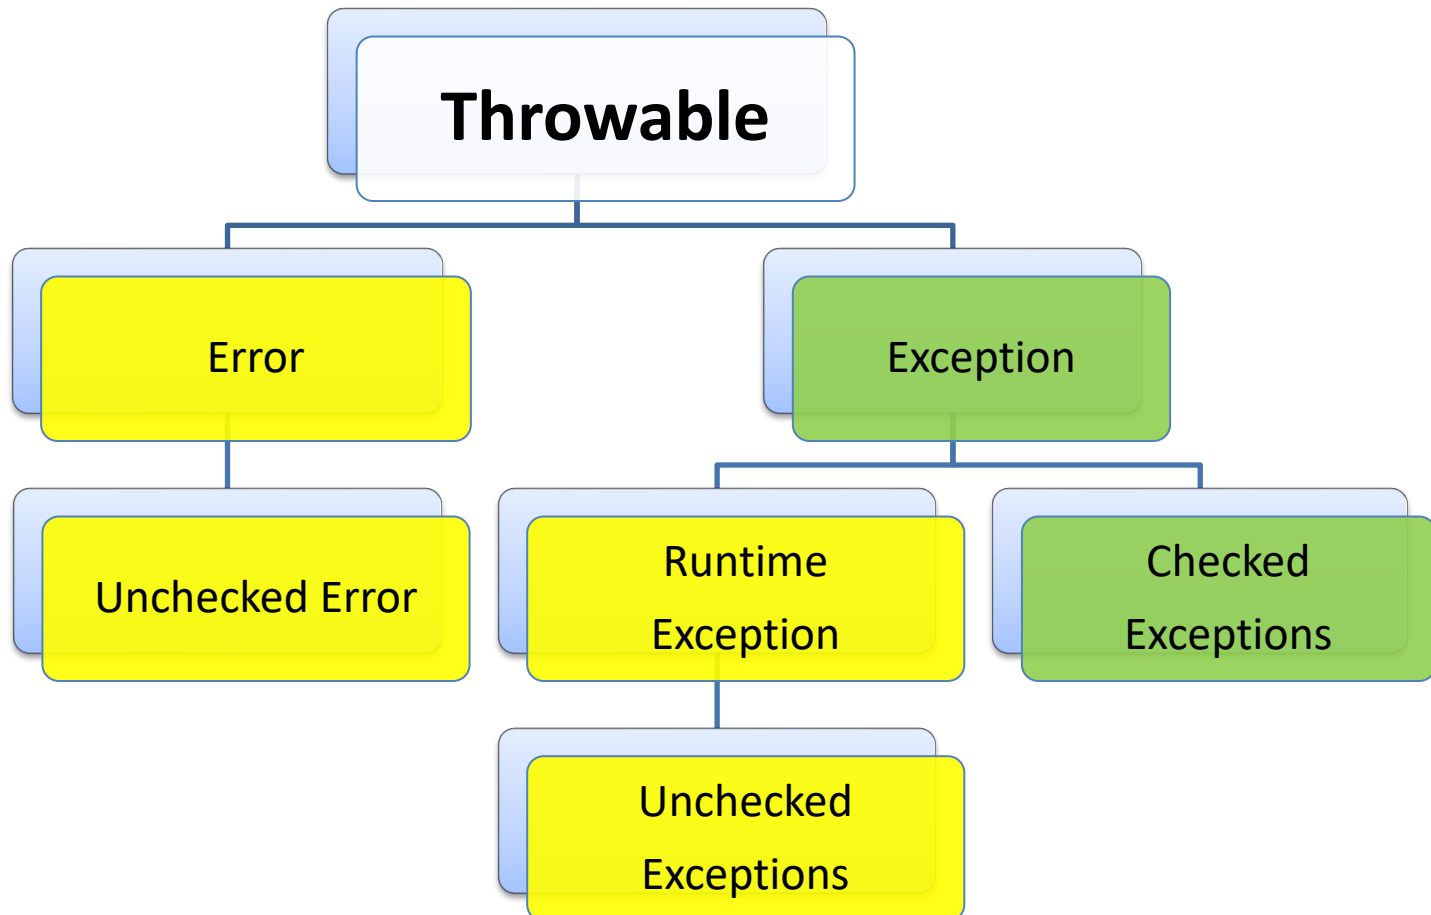 Throwable
Error
Exception
Unchecked Error
Runtime
Exception
Checked
Exceptions
Unchecked
Exceptions